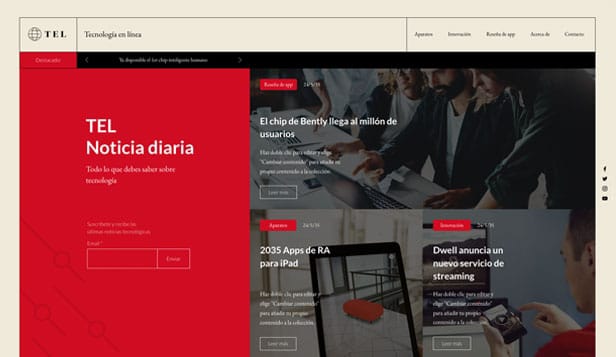 TEL
Tecnología en línea
Aparatos
Innovación
Reseña de app
Acerca de
Contacto
Destacado
Ya disponible el 1er chip inteligente humano
TEL
Noticia diaria
Todo lo que debes saber sobre
tecnología
Suscríbete y recibe las
últimas noticias tecnológicas
Email *
Enviar
Reseña de app
24/5/35
El chip de Bently llega al millón de
usuarios
Haz doble clic para editar y elige
"Cambiar contenido" para añadir tu
propio contenido a la colección.
Leer más
Aparatos
24/5/35
2035 Apps de RA
para iPad
Haz doble clic para editar y
elige "Cambiar contenido"
para añadir tu propio
contenido a la colección.
Leer más
Innovación
24/5/35
Dwell anuncia un
nuevo servicio de
streaming
Haz doble clic para editar y
elige "Cambiar contenido"
para añadir tu propio
contenido a la colección.
Leer más